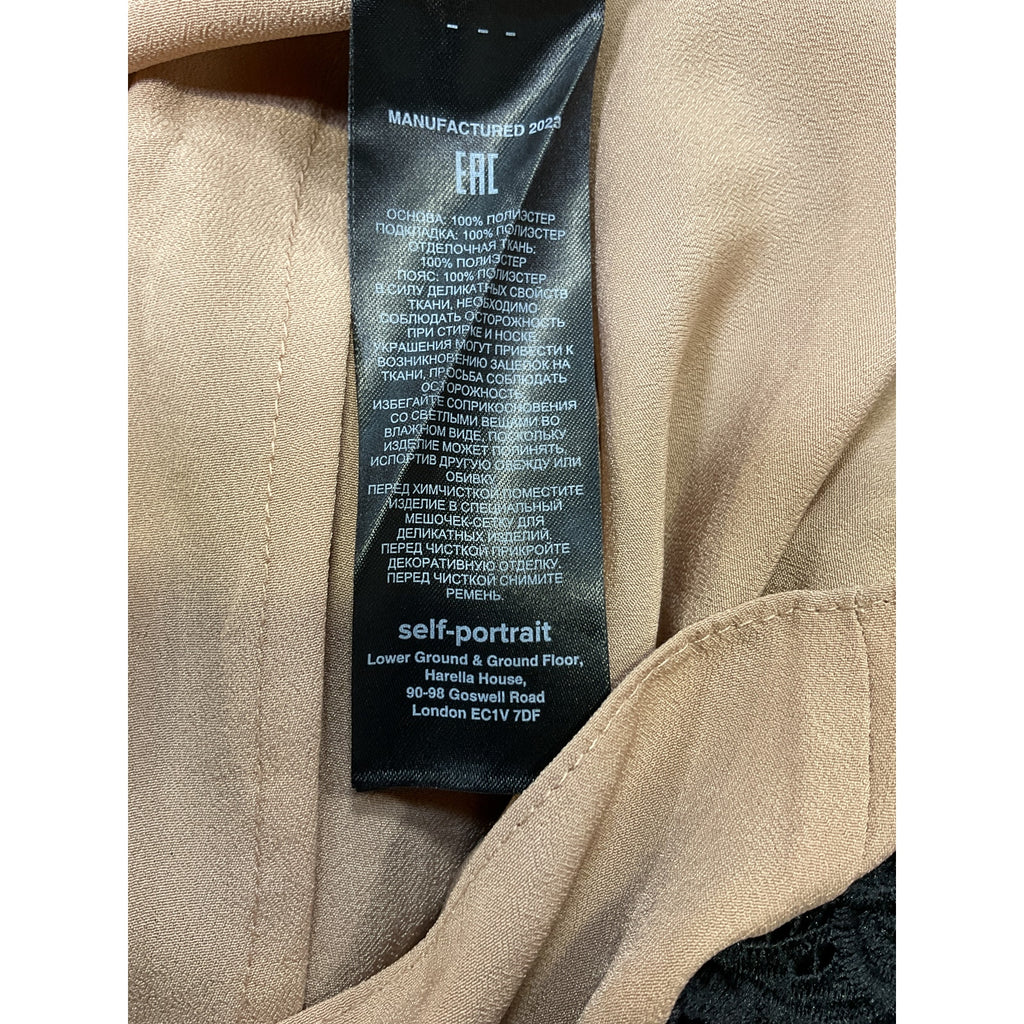 - - -
MANUFACTURED 2023
EAC
ОСНОВА: 100% ПОЛИЭСТЕР
ПОДКЛАДКА: 100% ПОЛИЭСТЕР
ОТДЕЛОЧНАЯ ТКАНЬ:
100% ПОЛИЭСТЕР
ПОЯС: 100% ПОЛИЭСТЕР
В СИЛУ ДЕЛИКАТНЫХ СВОЙСТВ
ТКАНИ, НЕОБХОДИМО
СОБЛЮДАТЬ ОСТОРОЖНОСТЬ
ПРИ СТИРКЕ И НОСКЕ.
УКРАШЕНИЯ МОГУТ ПРИВЕСТИ К
ВОЗНИКНОВЕНИЮ ЗАЦЕПОК НА
ТКАНИ, ПРОСЬБА СОБЛЮДАТЬ
ОСТОРОЖНОСТЬ.
ИЗБЕГАЙТЕ СОПРИКОСНОВЕНИЯ
СО СВЕТЛЫМИ ВЕЩАМИ ВО
ВЛАЖНОМ ВИДЕ, ПОСКОЛЬКУ
ИЗДЕЛИЕ МОЖЕТ ПОЛИНЯТЬ,
ИСПОРТИВ ДРУГУЮ ОДЕЖДУ ИЛИ
ОБИВКУ.
ПЕРЕД ХИМЧИСТКОЙ ПОМЕСТИТЕ
ИЗДЕЛИЕ В СПЕЦИАЛЬНЫЙ
МЕШОЧЕК-СЕТКУ ДЛЯ
ДЕЛИКАТНЫХ ИЗДЕЛИЙ.
ПЕРЕД ЧИСТКОЙ ПРИКРОЙТЕ
ДЕКОРАТИВНУЮ ОТДЕЛКУ.
ПЕРЕД ЧИСТКОЙ СНИМИТЕ
РЕМЕНЬ.
self-portrait
Lower Ground & Ground Floor,
Harella House,
90-98 Goswell Road
London EC1V 7DF